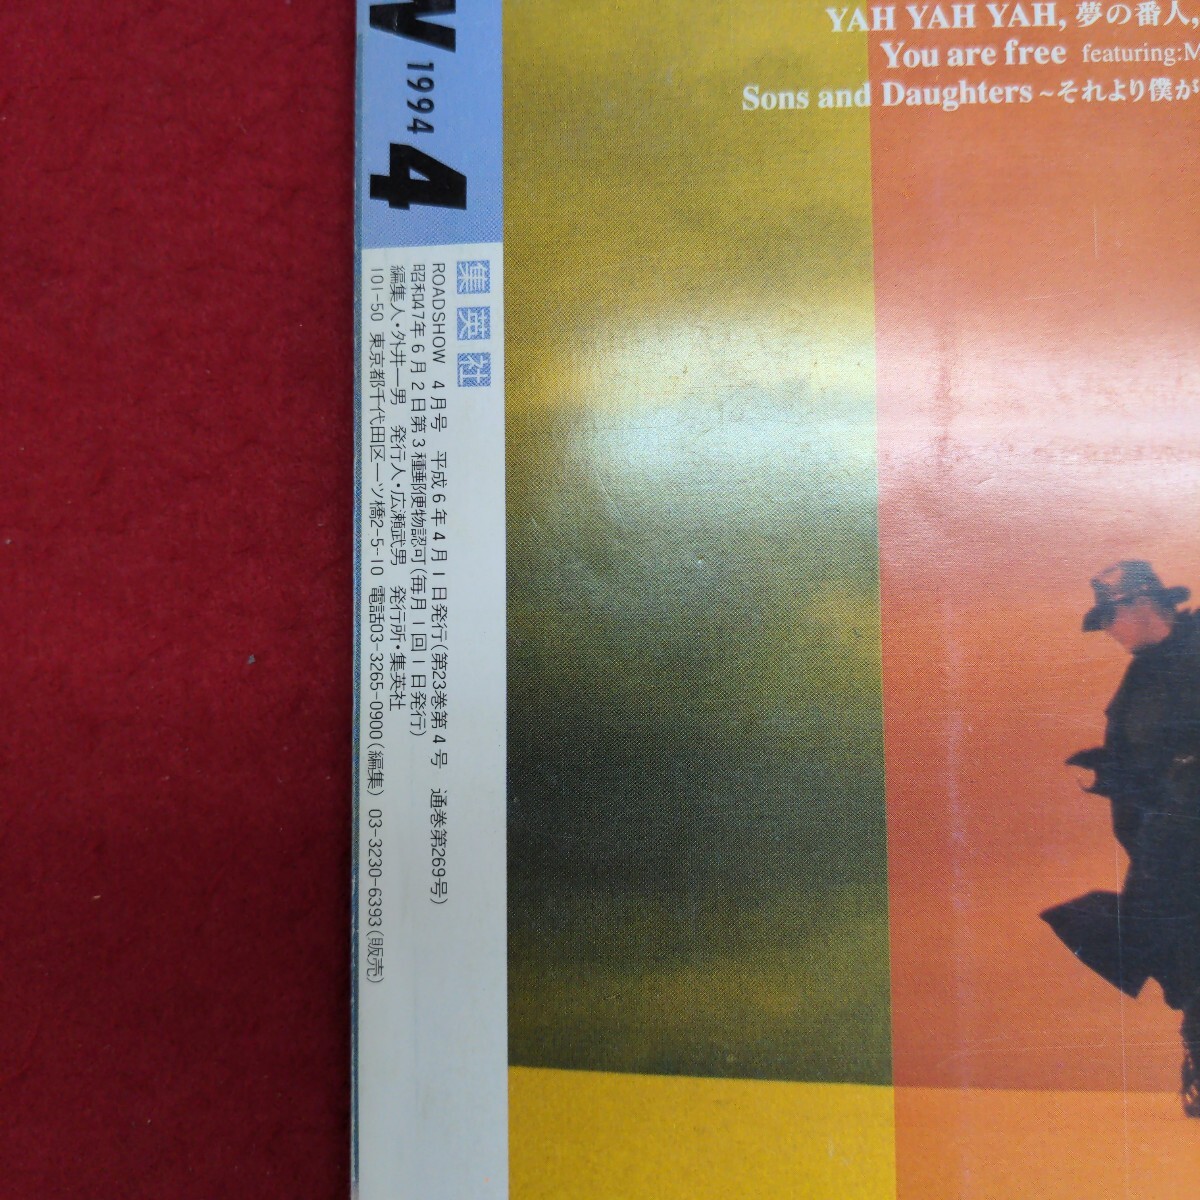 YAH YAH YAH, 夢の番人,
You are free featuring:M
Sons and Daughters ~それより僕が
W 1994 4
集英社
ROADSHOW 4月号 平成6年4月1日発行(第23巻第4号 通巻第269号)
昭和47年6月2日第3種郵便物認可(毎月1回1日発行)
編集人・外井一男 発行人・広瀬武男 発行所・集英社
101-50 東京都千代田区一ツ橋2-5-10 電話03-3265-0900(編集) 03-3230-6393(販売)